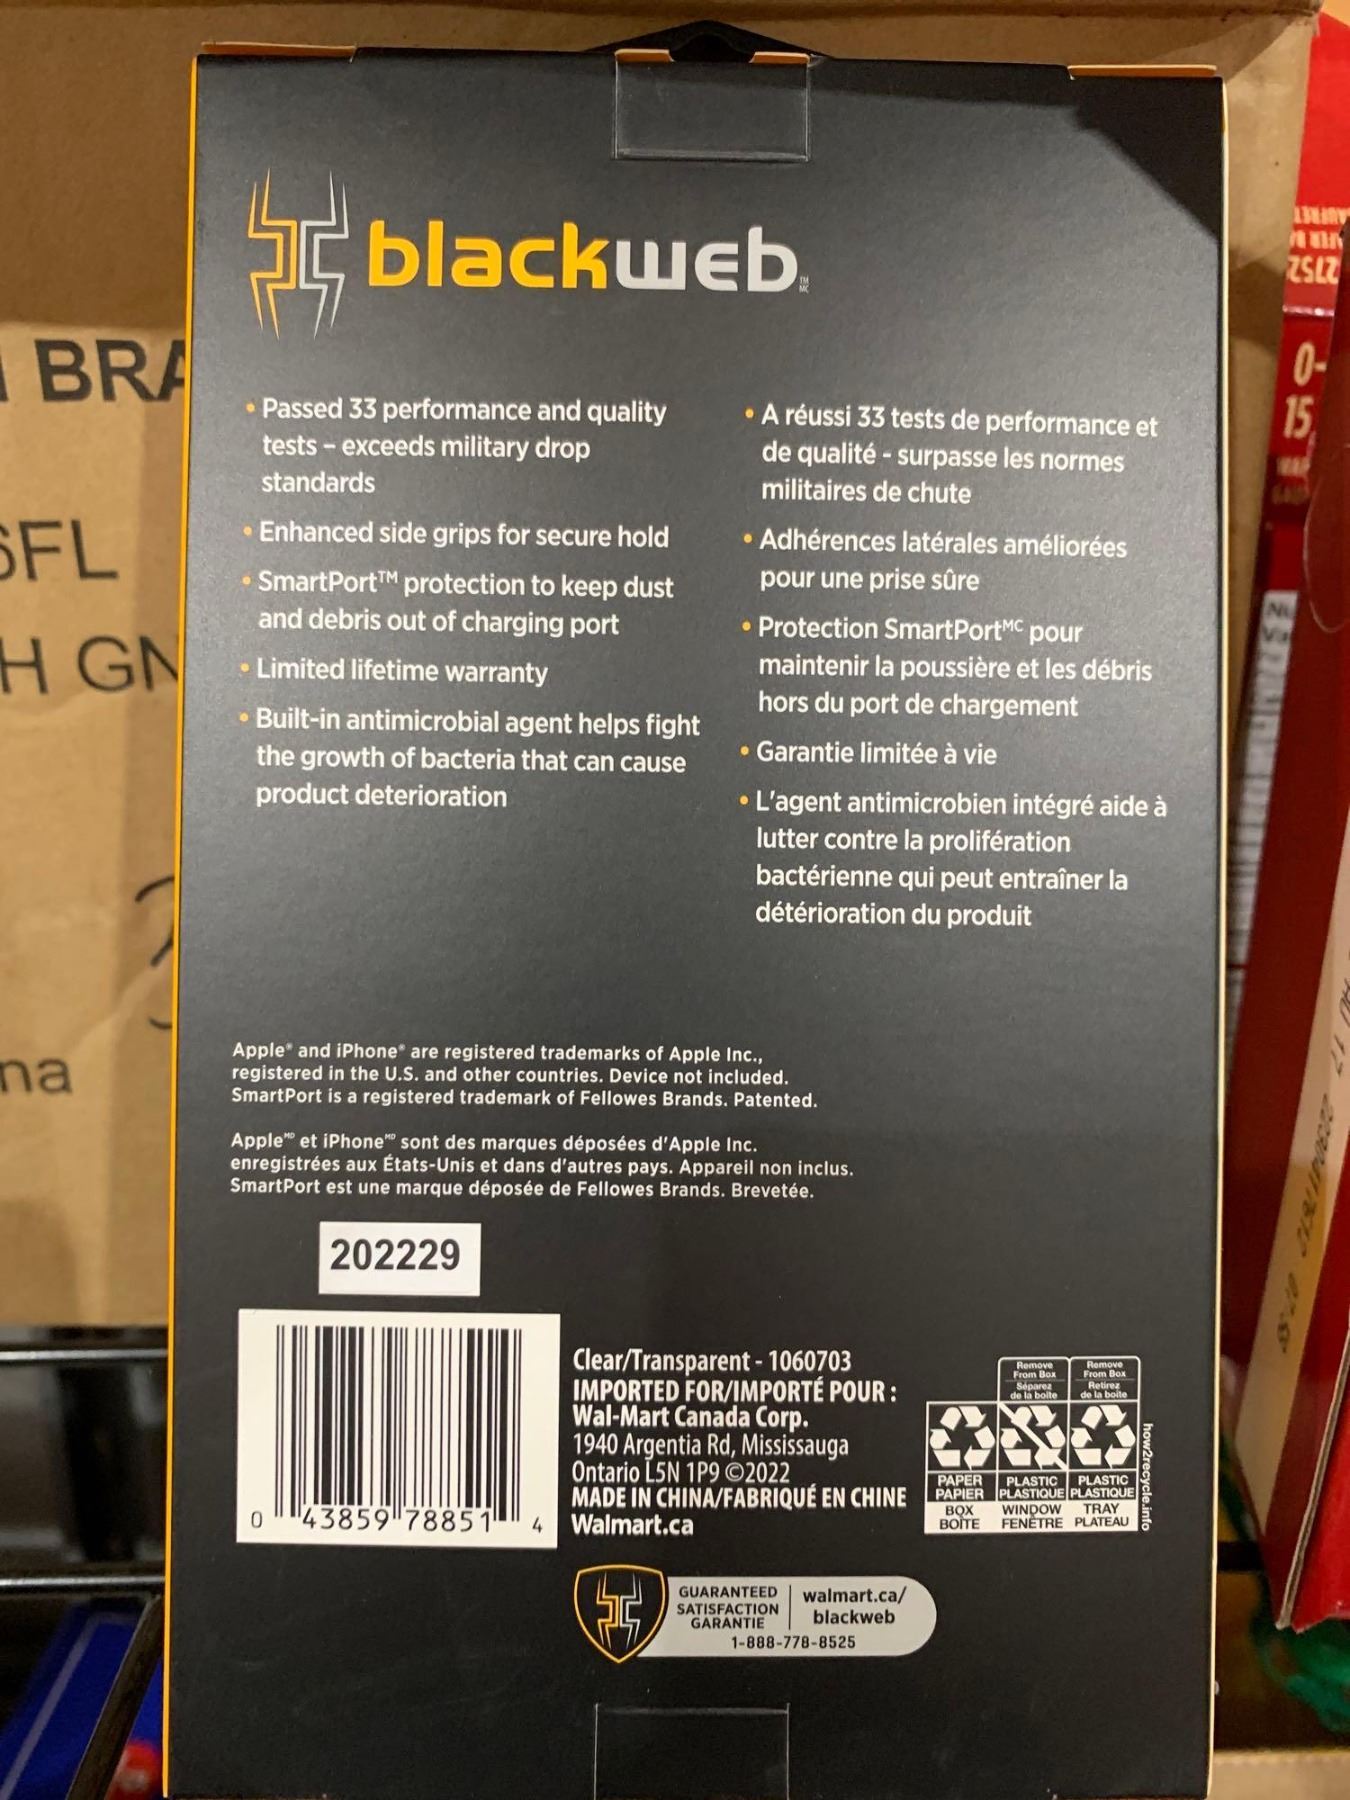 blackweb
TM
MC
• Passed 33 performance and quality
tests – exceeds military drop
standards
• Enhanced side grips for secure hold
• SmartPort™ protection to keep dust
and debris out of charging port
• Limited lifetime warranty
• Built-in antimicrobial agent helps fight
the growth of bacteria that can cause
product deterioration
• A réussi 33 tests de performance et
de qualité - surpasse les normes
militaires de chute
• Adhérences latérales améliorées
pour une prise sûre
• Protection SmartPortMC pour
maintenir la poussière et les débris
hors du port de chargement
• Garantie limitée à vie
• L'agent antimicrobien intégré aide à
lutter contre la prolifération
bactérienne qui peut entraîner la
détérioration du produit
Apple® and iPhone® are registered trademarks of Apple Inc.,
registered in the U.S. and other countries. Device not included.
SmartPort is a registered trademark of Fellowes Brands. Patented.
AppleMD et iPhoneMD sont des marques déposées d'Apple Inc.
enregistrées aux États-Unis et dans d'autres pays. Appareil non inclus.
SmartPort est une marque déposée de Fellowes Brands. Brevetée.
202229
0 43859 78851 4
Clear/Transparent - 1060703
IMPORTED FOR/IMPORTÉ POUR :
Wal-Mart Canada Corp.
1940 Argentia Rd, Mississauga
Ontario L5N 1P9 ©2022
MADE IN CHINA/FABRIQUÉ EN CHINE
Walmart.ca
Remove
From Box
Séparez
de la boîte
Remove
From Box
Retirez
de la boîte
PAPER
PAPIER
BOX
BOÎTE
PLASTIC
PLASTIQUE
WINDOW
FENÊTRE
PLASTIC
PLASTIQUE
TRAY
PLATEAU
how2recycle.info
GUARANTEED
SATISFACTION
GARANTIE
walmart.ca/
blackweb
1-888-778-8525
BRA
6FL
H GN
na
2752
0-
15